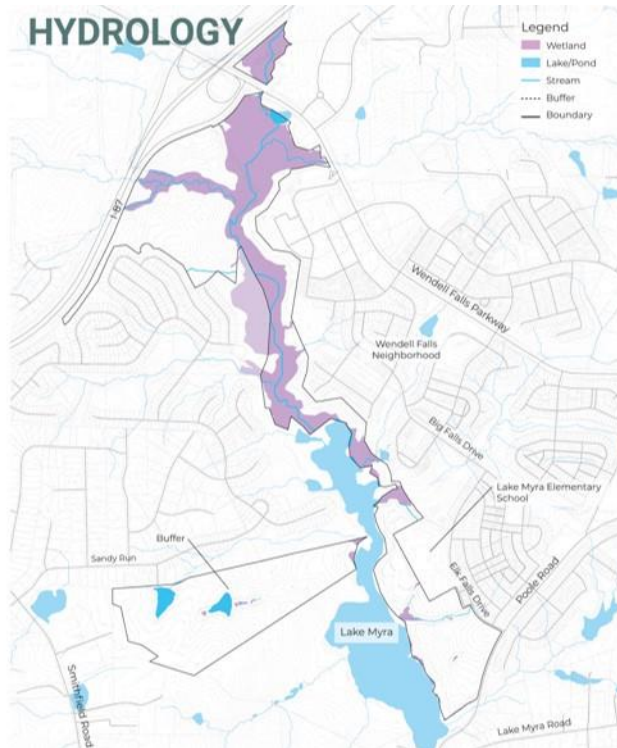 HYDROLOGY
Legend
Wetland
Lake/Pond
Stream
Buffer
Boundary
I-87
Wendell Falls Parkway
Wendell Falls
Neighborhood
Big Falls Drive
Lake Myra Elementary
School
Buffer
Sandy Run
Elk Falls Drive
Poole Road
Lake Myra
Smithfield Road
Lake Myra Road